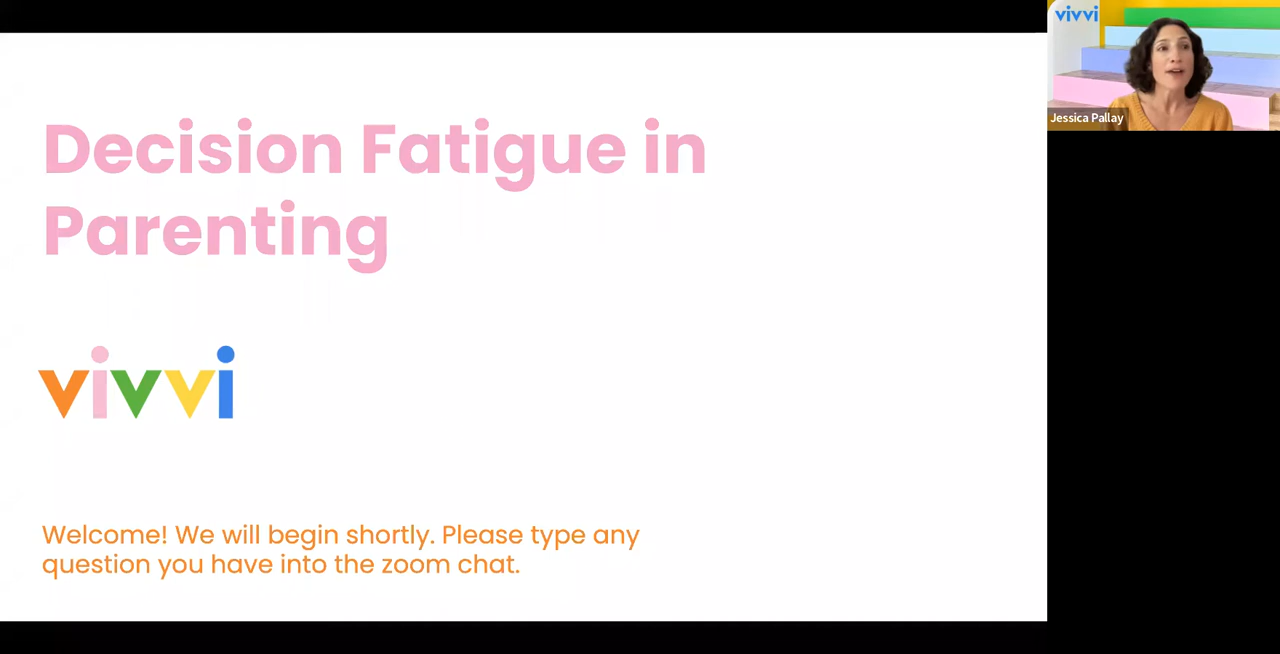 Decision Fatigue in
Parenting
vivvi
Welcome! We will begin shortly. Please type any
question you have into the zoom chat.
vivvi
Jessica Pallay